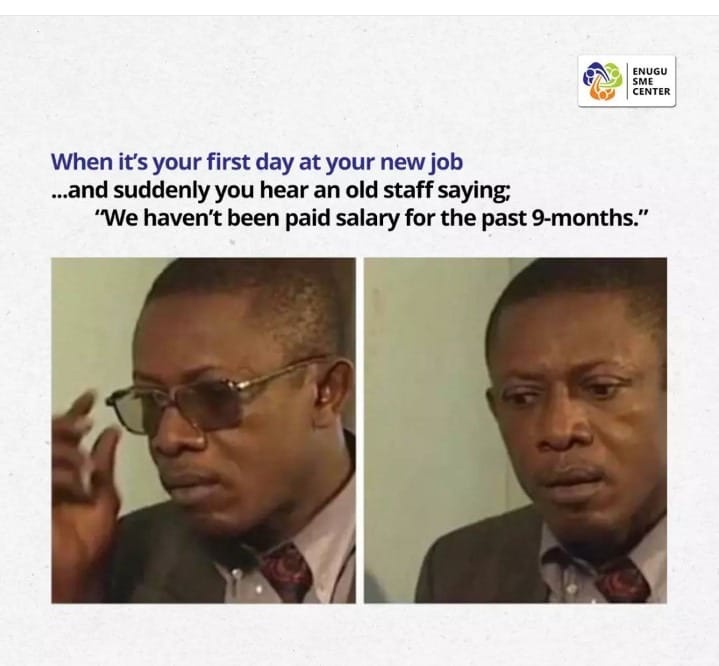 ENUGU
SME
CENTER
When it's your first day at your new job
...and suddenly you hear an old staff saying;
“We haven't been paid salary for the past 9-months.”